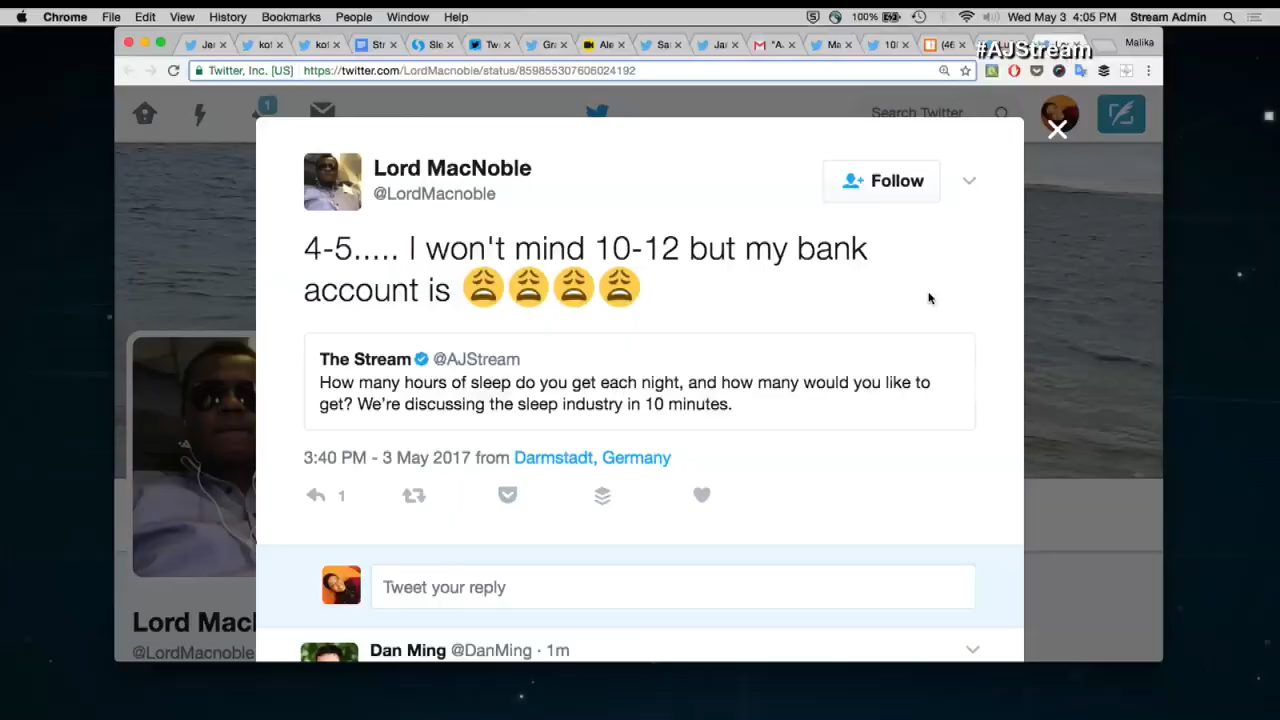 Chrome File Edit View History Bookmarks People Window Help 100% Wed May 3 4:05 PM Stream Admin
#AJStream
Malika
Twitter, Inc. [US] https://twitter.com/LordMacnoble/status/859855307606024192
1
Search Twitter
Lord MacNoble
@LordMacnoble
Follow
4-5..... I won't mind 10-12 but my bank
account is 😩😩😩😩
The Stream @AJStream
How many hours of sleep do you get each night, and how many would you like to
get? We're discussing the sleep industry in 10 minutes.
3:40 PM - 3 May 2017 from Darmstadt, Germany
1
Tweet your reply
Lord Mac
@LordMacnoble
Dan Ming @DanMing · 1m